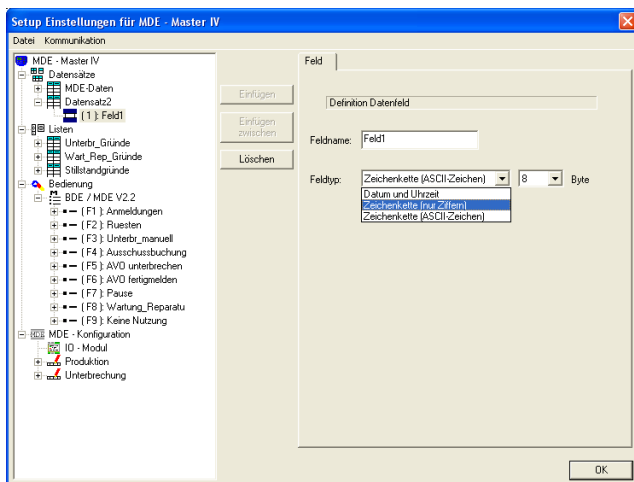 Setup Einstellungen für MDE - Master IV
Datei Kommunikation
MDE - Master IV
Datensätze
MDE-Daten
Datensatz2
( 1 ): Feld1
Listen
Unterbr_Gründe
Wart_Rep_Gründe
Stillstandgründe
Bedienung
BDE / MDE V2.2
( F1 ): Anmeldungen
( F2 ): Ruesten
( F3 ): Unterbr_manuell
( F4 ): Ausschussbuchung
( F5 ): AVO unterbrechen
( F6 ): AVO fertigmelden
( F7 ): Pause
( F8 ): Wartung_Reparatu
( F9 ): Keine Nutzung
MDE - Konfiguration
IO - Modul
Produktion
Unterbrechung
Einfügen
Einfügen
zwischen
Löschen
Feld
Definition Datenfeld
Feldname: Feld1
Feldtyp: Zeichenkette (ASCII-Zeichen) 8 Byte
Datum und Uhrzeit
Zeichenkette (nur Ziffern)
Zeichenkette (ASCII-Zeichen)
OK